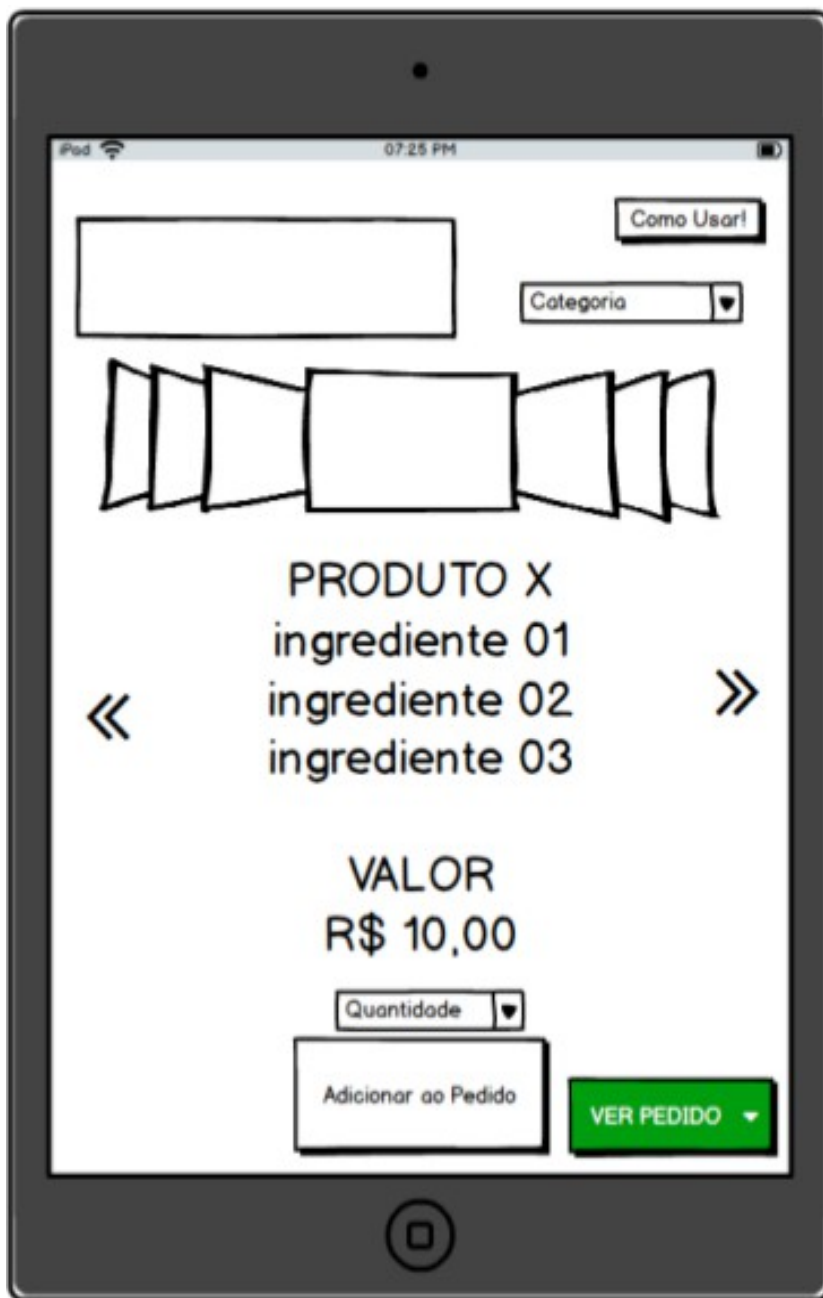 iPad
07:25 PM
Como Usar!
Categoria
PRODUTO X
ingrediente 01
ingrediente 02
ingrediente 03
«
»
VALOR
R$ 10,00
Quantidade
Adicionar ao Pedido
VER PEDIDO